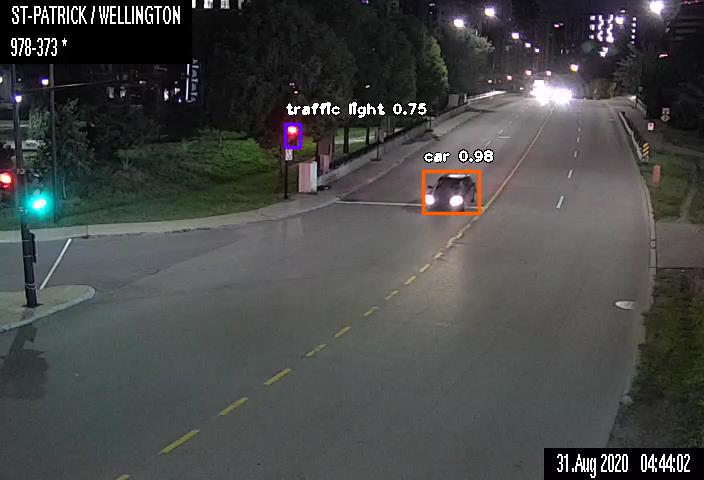 ST-PATRICK / WELLINGTON
978-373 *
traffic light 0.75
car 0.98
31.Aug 2020 04:44:02